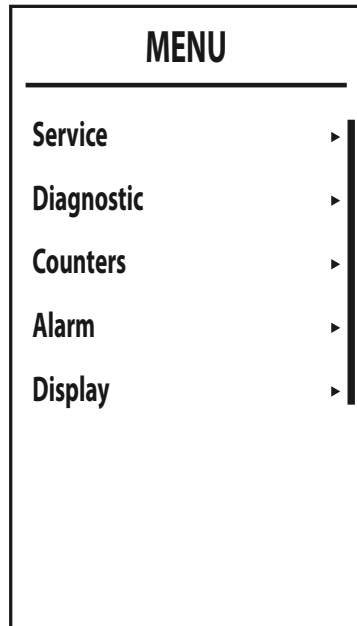 MENU
Service
Diagnostic
Counters
Alarm
Display